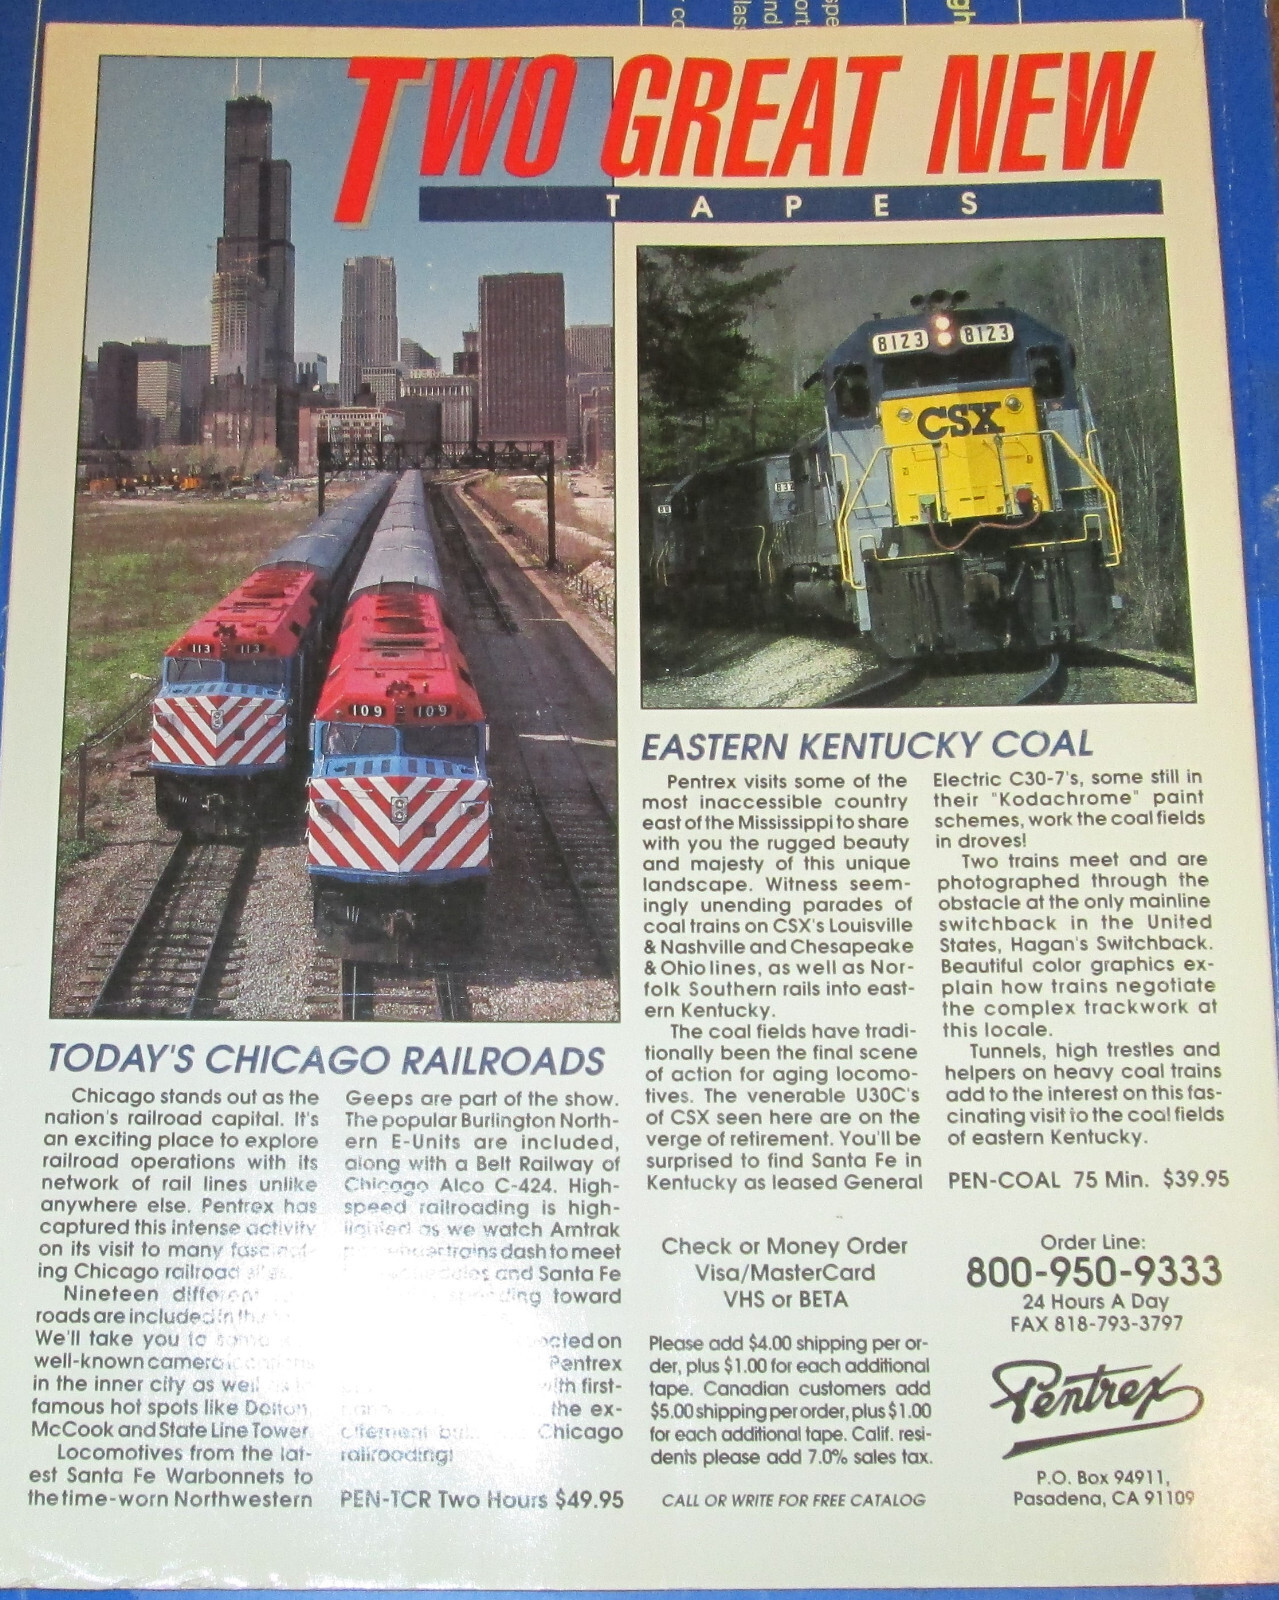 TWO GREAT NEW
TAPES
8123 8123
CSX
837
113 113
109 109
TODAY'S CHICAGO RAILROADS
Chicago stands out as the
nation's railroad capital. It's
an exciting place to explore
railroad operations with its
network of rail lines unlike
anywhere else. Pentrex has
captured this intense activity
on its visit to many fascinat-
ing Chicago railroad sites.
Nineteen different
roads are included in
We'll take you to some
well-known camera locations
in the inner city as well as
famous hot spots like Dolton,
McCook and State Line Tower.
Locomotives from the lat-
est Santa Fe Warbonnets to
the time-worn Northwestern
Geeps are part of the show.
The popular Burlington North-
ern E-Units are included,
along with a Belt Railway of
Chicago Alco C-424. High-
speed railroading is high-
lighted as we watch Amtrak
passenger trains dash to meet
schedules and Santa Fe
toward
on
Pentrex
with first-
the ex-
citement
Chicago
railroading!
PEN-TCR Two Hours $49.95
EASTERN KENTUCKY COAL
Pentrex visits some of the
most inaccessible country
east of the Mississippi to share
with you the rugged beauty
and majesty of this unique
landscape. Witness seem-
ingly unending parades of
coal trains on CSX's Louisville
& Nashville and Chesapeake
& Ohio lines, as well as Nor-
folk Southern rails into east-
ern Kentucky.
The coal fields have tradi-
tionally been the final scene
of action for aging locomo-
tives. The venerable U30C's
of CSX seen here are on the
verge of retirement. You'll be
surprised to find Santa Fe in
Kentucky as leased General
Electric C30-7's, some still in
their "Kodachrome" paint
schemes, work the coal fields
in droves!
Two trains meet and are
photographed through the
obstacle at the only mainline
switchback in the United
States, Hagan's Switchback.
Beautiful color graphics ex-
plain how trains negotiate
the complex trackwork at
this locale.
Tunnels, high trestles and
helpers on heavy coal trains
add to the interest on this fas-
cinating visit to the coal fields
of eastern Kentucky.
PEN-COAL 75 Min. $39.95
Check or Money Order
Visa/MasterCard
VHS or BETA
Please add $4.00 shipping per or-
der, plus $1.00 for each additional
tape. Canadian customers add
$5.00 shipping per order, plus $1.00
for each additional tape. Calif. resi-
dents please add 7.0% sales tax.
CALL OR WRITE FOR FREE CATALOG
Order Line:
800-950-9333
24 Hours A Day
FAX 818-793-3797
Pentrex
P.O. Box 94911,
Pasadena, CA 91109